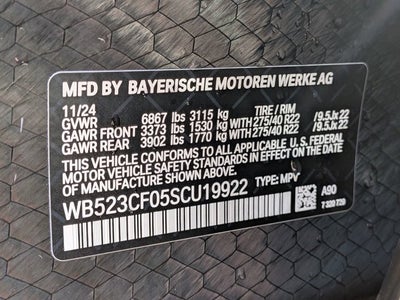 MFD BY BAYERISCHE MOTOREN WERKE AG
11/24
GVWR 6867 lbs 3115 kg TIRE / RIM
GAWR FRONT 3373 lbs 1530 kg WITH 275/40 R22 /9.5Jx22
GAWR REAR 3902 lbs 1770 kg WITH 275/40 R22 /9.5Jx22
THIS VEHICLE CONFORMS TO ALL APPLICABLE U.S. FEDERAL
MOTOR VEHICLE SAFETY STANDARDS IN EFFECT ON THE
DATE OF MANUFACTURE SHOWN ABOVE.
WB523CF05SCU19922 TYPE: MPV
A90